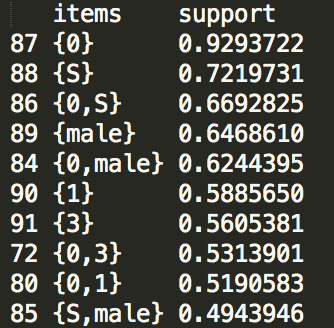 items support
87 {0} 0.9293722
88 {S} 0.7219731
86 {0,S} 0.6692825
89 {male} 0.6468610
84 {0,male} 0.6244395
90 {1} 0.5885650
91 {3} 0.5605381
72 {0,3} 0.5313901
80 {0,1} 0.5190583
85 {S,male} 0.4943946